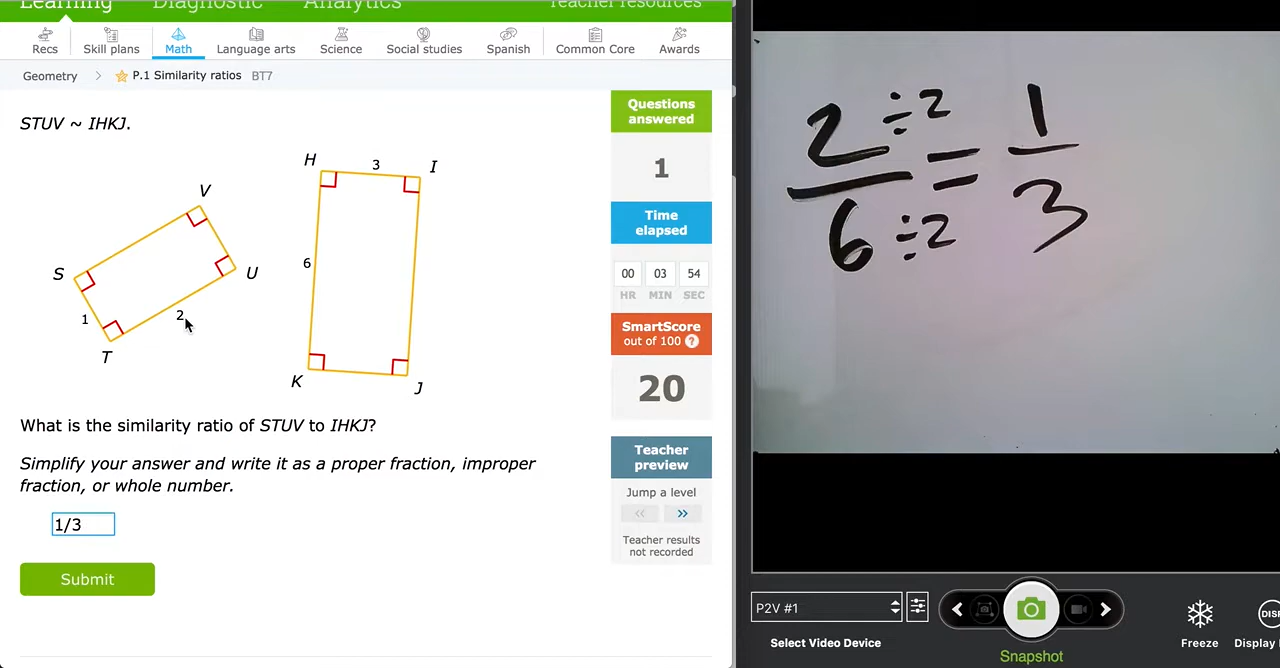 Learning Diagnostic Analytics Teacher resources
Recs Skill plans Math Language arts Science Social studies Spanish Common Core Awards
Geometry > P.1 Similarity ratios BT7
STUV ~ IHKJ.
H
3
I
V
S
U
6
1
2
T
K
J
What is the similarity ratio of STUV to IHKJ?
Simplify your answer and write it as a proper fraction, improper
fraction, or whole number.
1/3
Submit
Questions
answered
1
Time
elapsed
00 03 54
HR MIN SEC
SmartScore
out of 100 ?
20
Teacher
preview
Jump a level
<< >>
Teacher results
not recorded
2 ÷2 = 1
6 ÷2 3
P2V #1
Select Video Device
Snapshot
Freeze
Display